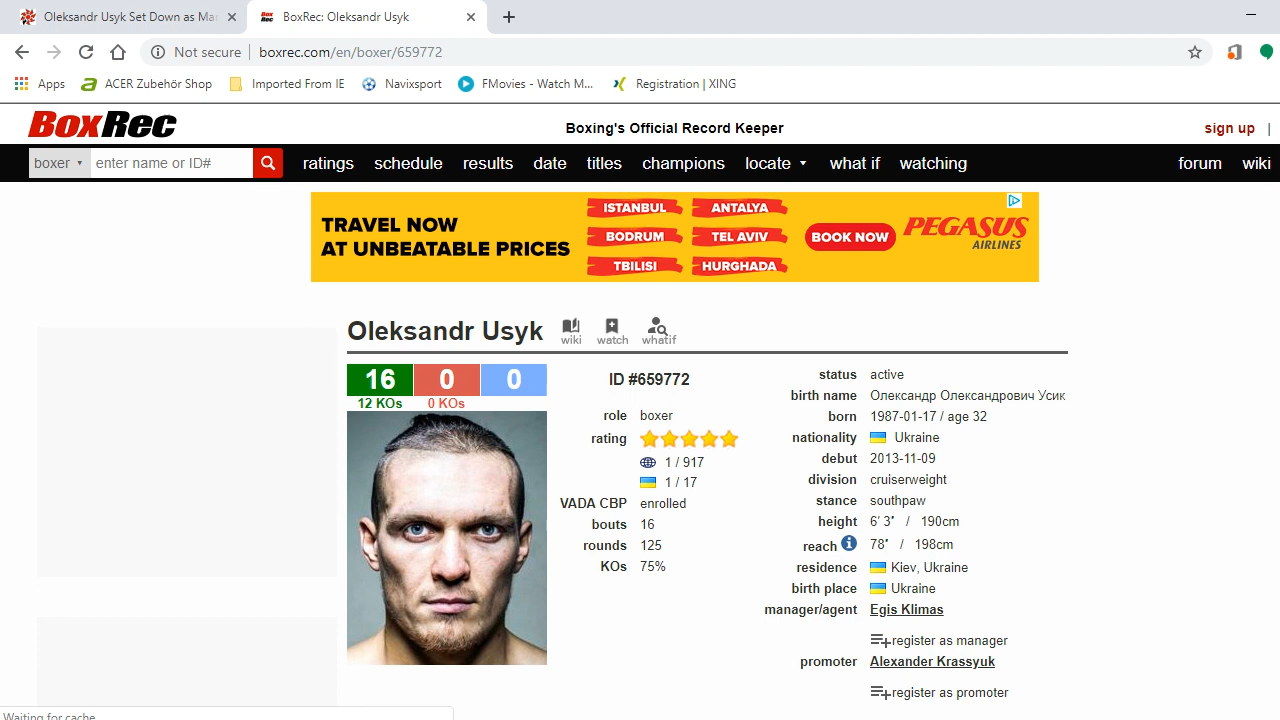 Oleksandr Usyk Set Down as Ma
BoxRec: Oleksandr Usyk
Not secure
boxrec.com/en/boxer/659772
Apps
ACER Zubehör Shop
Imported From IE
Navixsport
FMovies - Watch M...
Registration | XING
BoxRec
Boxing's Official Record Keeper
sign up |
boxer
enter name or ID#
ratings
schedule
results
date
titles
champions
locate
what if
watching
forum
wiki
TRAVEL NOW
AT UNBEATABLE PRICES
ISTANBUL
ANTALYA
BODRUM
TEL AVIV
TBILISI
HURGHADA
BOOK NOW
PEGASUS
AIRLINES
Oleksandr Usyk
wiki
watch
whatif
16
0
0
12 KOs
0 KOs
ID #659772
role boxer
rating
1 / 917
1 / 17
VADA CBP enrolled
bouts 16
rounds 125
KOs 75%
status active
birth name Олександр Олександрович Усик
born 1987-01-17 / age 32
nationality Ukraine
debut 2013-11-09
division cruiserweight
stance southpaw
height 6′ 3″ / 190cm
reach 78″ / 198cm
residence Kiev, Ukraine
birth place Ukraine
manager/agent Egis Klimas
register as manager
promoter Alexander Krassyuk
register as promoter
Waiting for cache